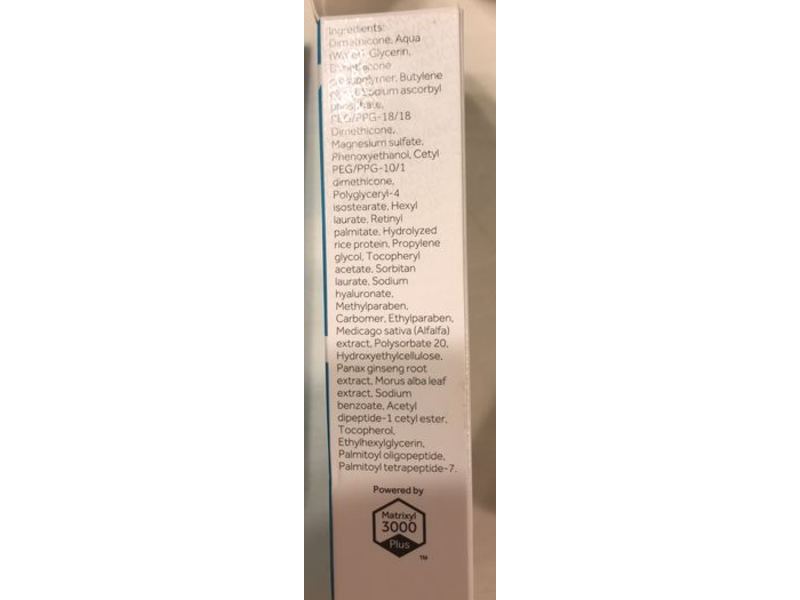 Ingredients:
Dimethicone, Aqua
(Water), Glycerin,
Dimethicone
crosspolymer, Butylene
Sodium ascorbyl
phosphate,
PEG/PPG-18/18
Dimethicone,
Magnesium sulfate,
Phenoxyethanol, Cetyl
PEG/PPG-10/1
dimethicone,
Polyglyceryl-4
isostearate, Hexyl
laurate, Retinyl
palmitate, Hydrolyzed
rice protein, Propylene
glycol, Tocopheryl
acetate, Sorbitan
laurate, Sodium
hyaluronate,
Methylparaben,
Carbomer, Ethylparaben,
Medicago sativa (Alfalfa)
extract, Polysorbate 20,
Hydroxyethylcellulose,
Panax ginseng root
extract, Morus alba leaf
extract, Sodium
benzoate, Acetyl
dipeptide-1 cetyl ester,
Tocopherol,
Ethylhexylglycerin,
Palmitoyl oligopeptide,
Palmitoyl tetrapeptide-7.
Powered by
Matrixyl
3000
Plus
™